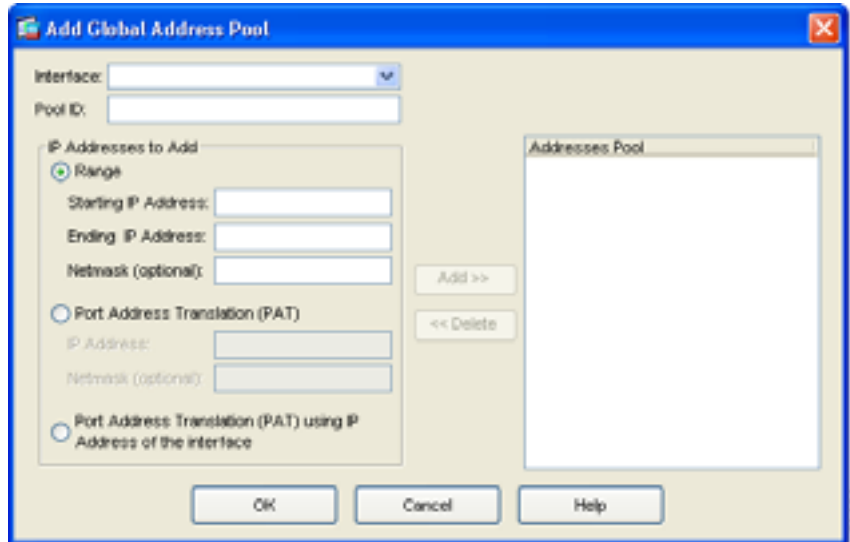 Add Global Address Pool
Interface:
Pool ID:
IP Addresses to Add
Range
Starting IP Address:
Ending IP Address:
Netmask (optional):
Port Address Translation (PAT)
IP Address:
Netmask (optional):
Port Address Translation (PAT) using IP
Address of the interface
Add >>
<< Delete
Addresses Pool
OK
Cancel
Help